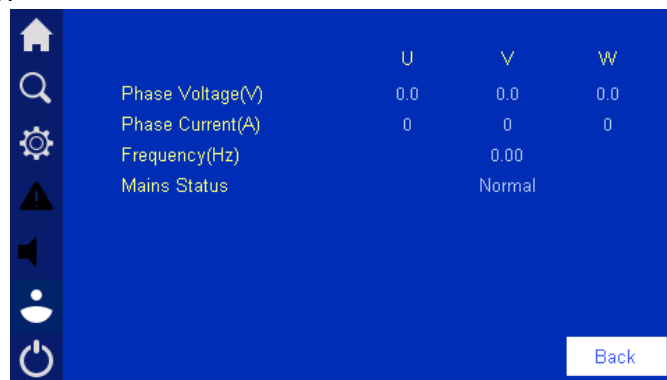 U V W
Phase Voltage(V) 0.0 0.0 0.0
Phase Current(A) 0 0 0
Frequency(Hz) 0.00
Mains Status Normal
Back